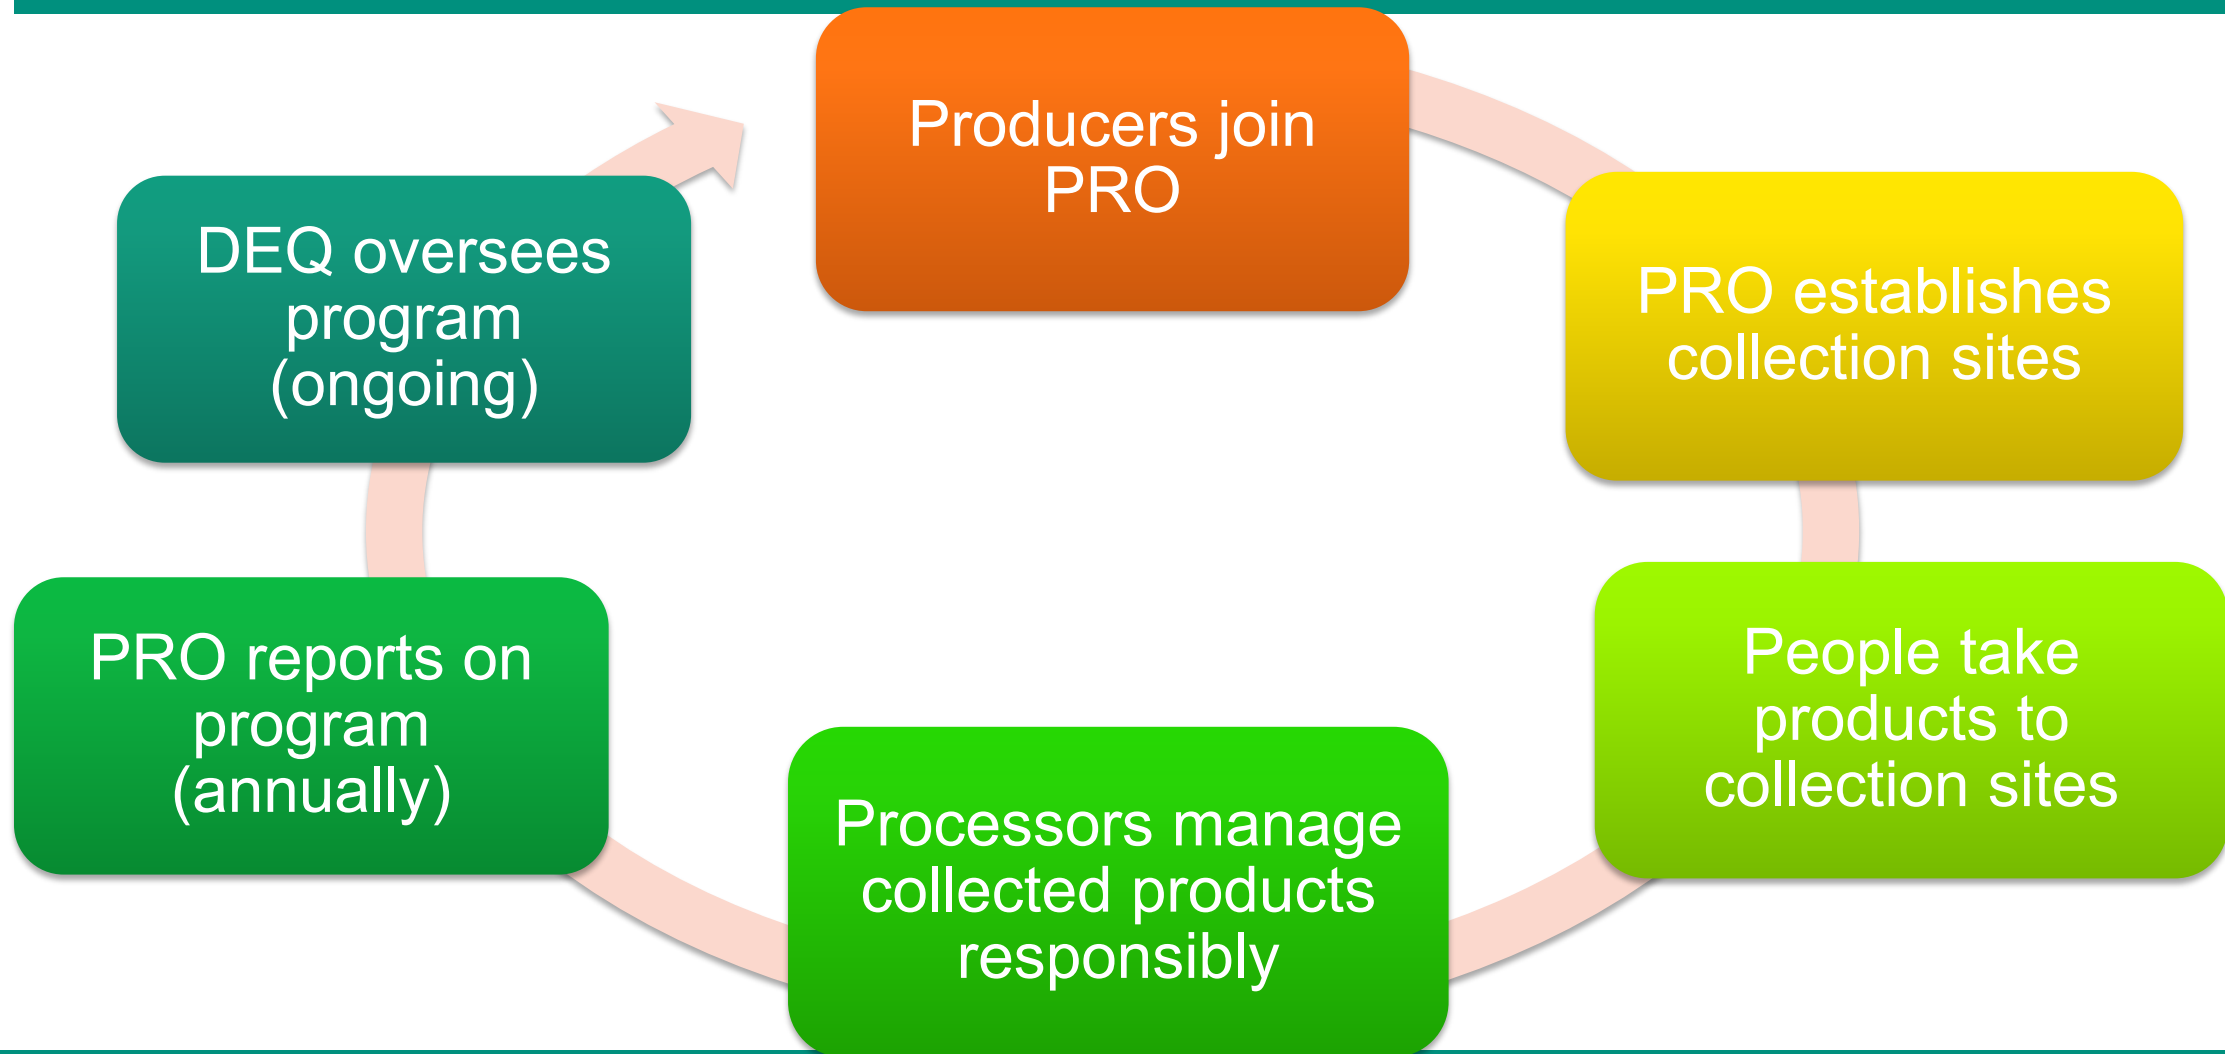 Producers join
PRO
PRO establishes
collection sites
People take
products to
collection sites
Processors manage
collected products
responsibly
PRO reports on
program
(annually)
DEQ oversees
program
(ongoing)